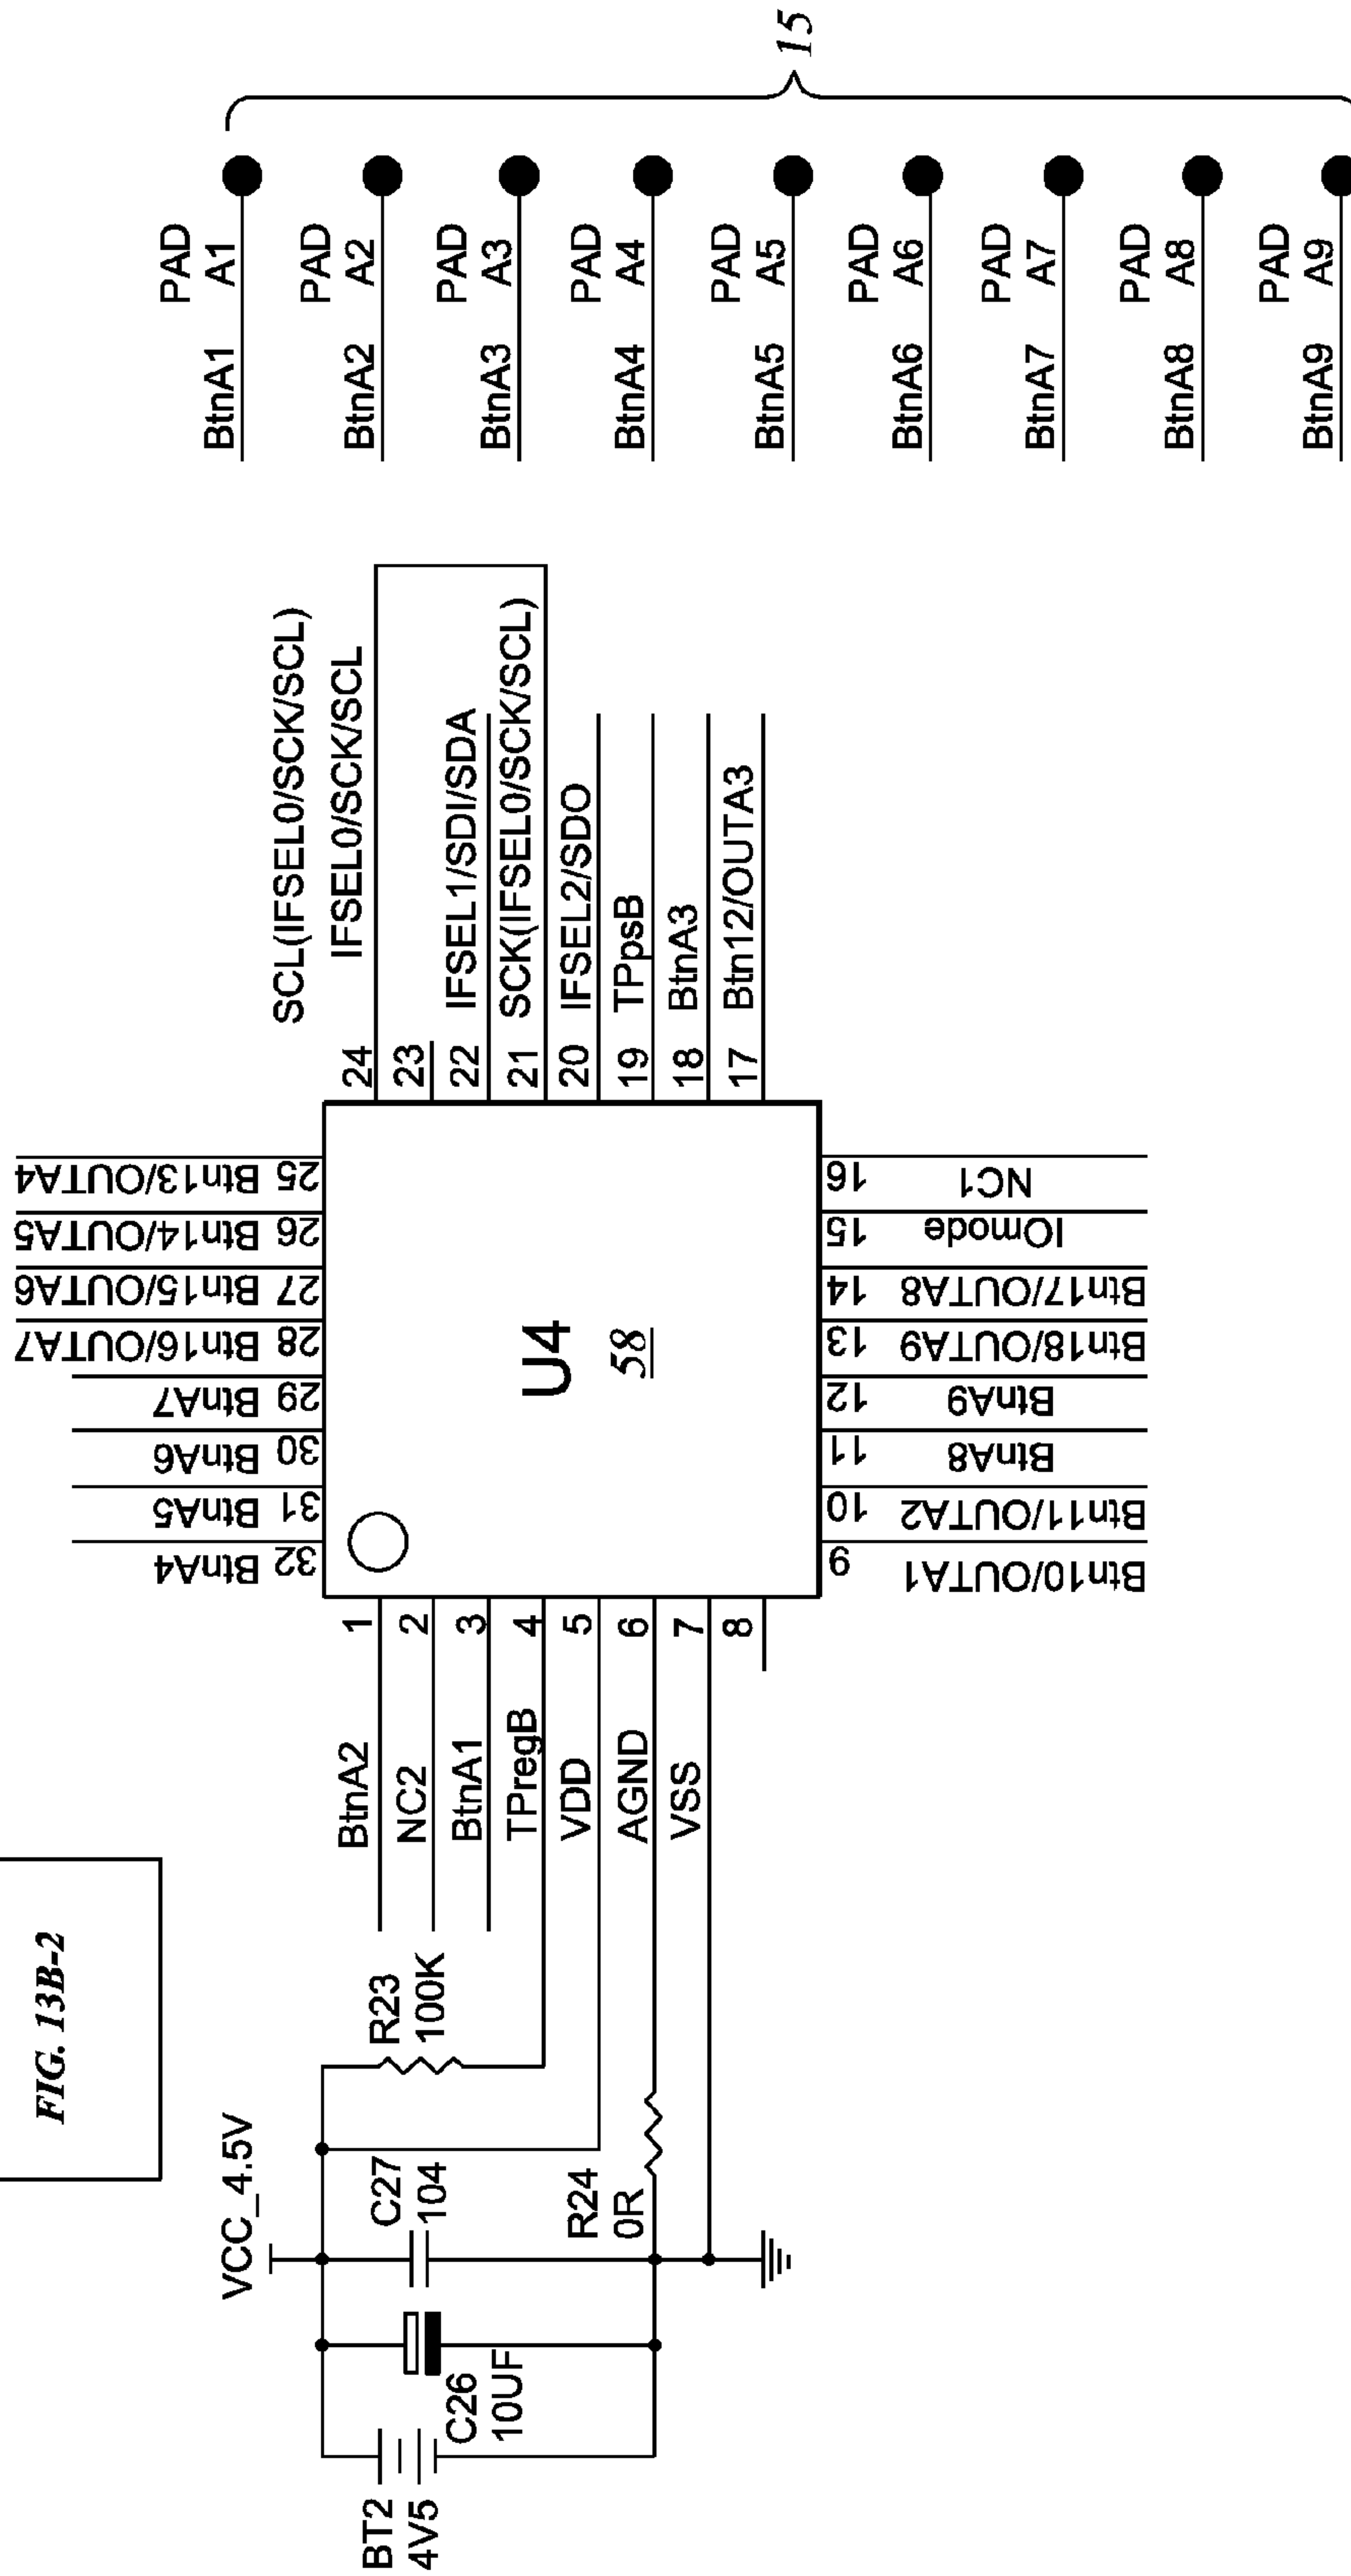 FIG. 13B-2
VCC_4.5V
BT2
4V5
C26
10UF
C27
104
R23
100K
R24
0R
BtnA2
NC2
BtnA1
TPregB
VDD
AGND
VSS
1
2
3
4
5
6
7
8
U4
58
32 BtnA4
31 BtnA5
30 BtnA6
29 BtnA7
28 Btn16/OUTA7
27 Btn15/OUTA6
26 Btn14/OUTA5
25 Btn13/OUTA4
9 Btn10/OUTA1
10 Btn11/OUTA2
11 BtnA8
12 BtnA9
13 Btn18/OUTA9
14 Btn17/OUTA8
15 IOmode
16 NC1
SCL(IFSEL0/SCK/SCL)
24 IFSEL0/SCK/SCL
23
22 IFSEL1/SDI/SDA
21 SCK(IFSEL0/SCK/SCL)
20 IFSEL2/SDO
19 TPpsB
18 BtnA3
17 Btn12/OUTA3
PAD
BtnA1 A1
PAD
BtnA2 A2
PAD
BtnA3 A3
PAD
BtnA4 A4
PAD
BtnA5 A5
PAD
BtnA6 A6
PAD
BtnA7 A7
PAD
BtnA8 A8
PAD
BtnA9 A9
15